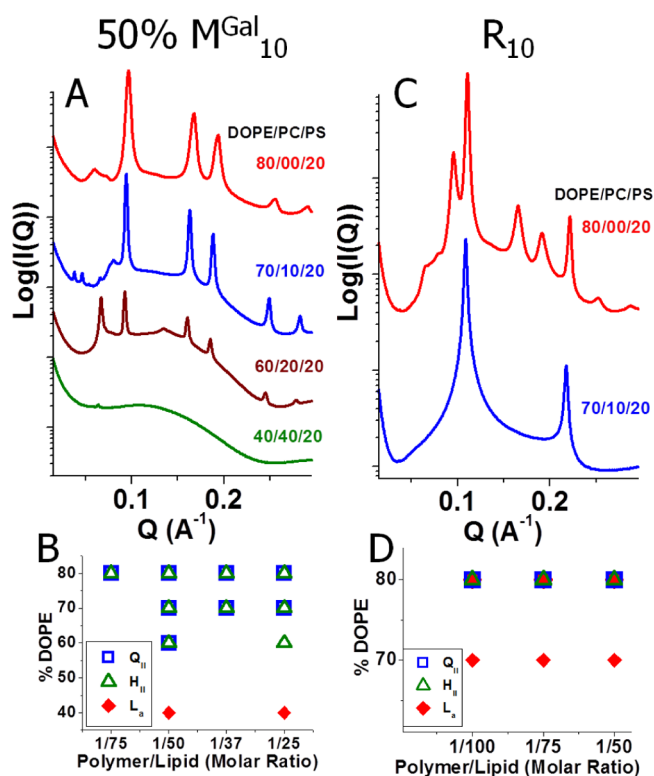 50% M^Gal_10
R_10
A
DOPE/PC/PS
80/00/20
70/10/20
60/20/20
40/40/20
Log(I(Q))
0.1 0.2
Q (A^-1)
C
DOPE/PC/PS
80/00/20
70/10/20
Log(I(Q))
0.1 0.2
Q (A^-1)
B
% DOPE
80
70
60
50
40
Q_II
H_II
L_a
1/75 1/50 1/37 1/25
Polymer/Lipid (Molar Ratio)
D
% DOPE
80
70
Q_II
H_II
L_a
1/100 1/75 1/50
Polymer/Lipid (Molar Ratio)